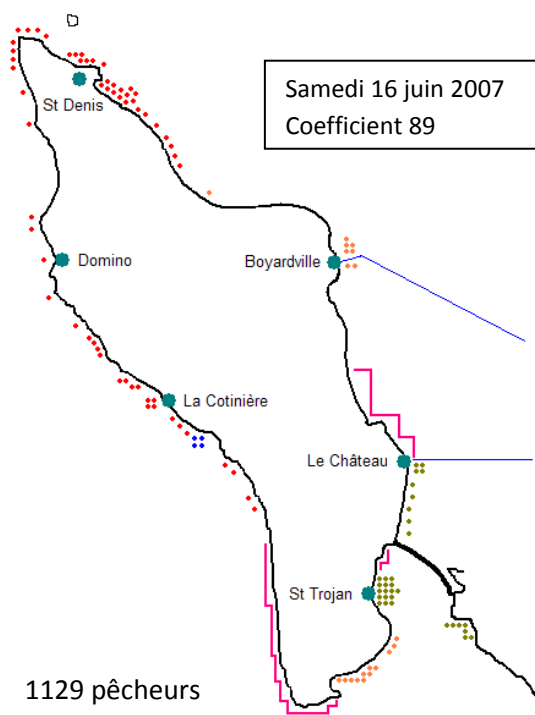 Samedi 16 juin 2007
Coefficient 89
St Denis
Domino
Boyardville
La Cotinière
Le Château
St Trojan
1129 pêcheurs